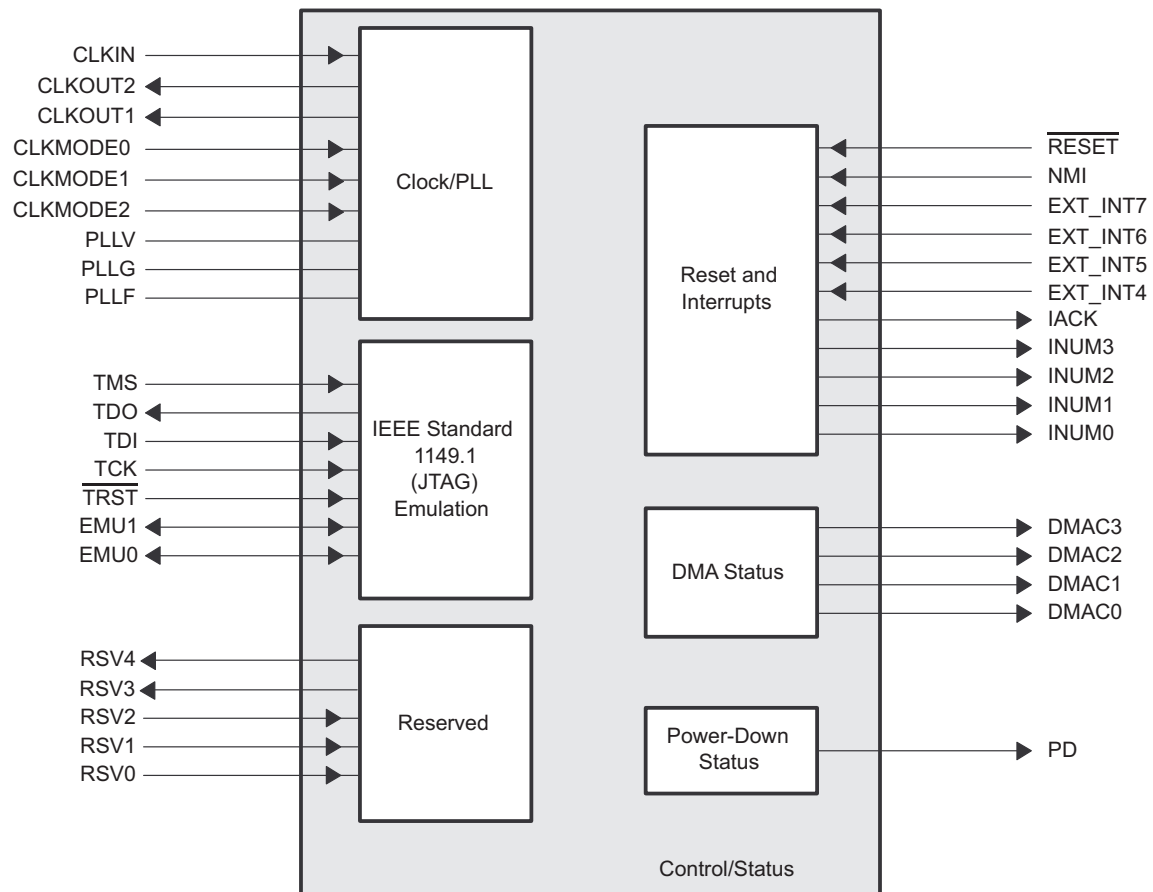 CLKIN
CLKOUT2
CLKOUT1
CLKMODE0
CLKMODE1
CLKMODE2
PLLV
PLLG
PLLF
Clock/PLL
TMS
TDO
TDI
TCK
TRST
EMU1
EMU0
IEEE Standard
1149.1
(JTAG)
Emulation
RSV4
RSV3
RSV2
RSV1
RSV0
Reserved
Reset and
Interrupts
RESET
NMI
EXT_INT7
EXT_INT6
EXT_INT5
EXT_INT4
IACK
INUM3
INUM2
INUM1
INUM0
DMA Status
DMAC3
DMAC2
DMAC1
DMAC0
Power-Down
Status
PD
Control/Status